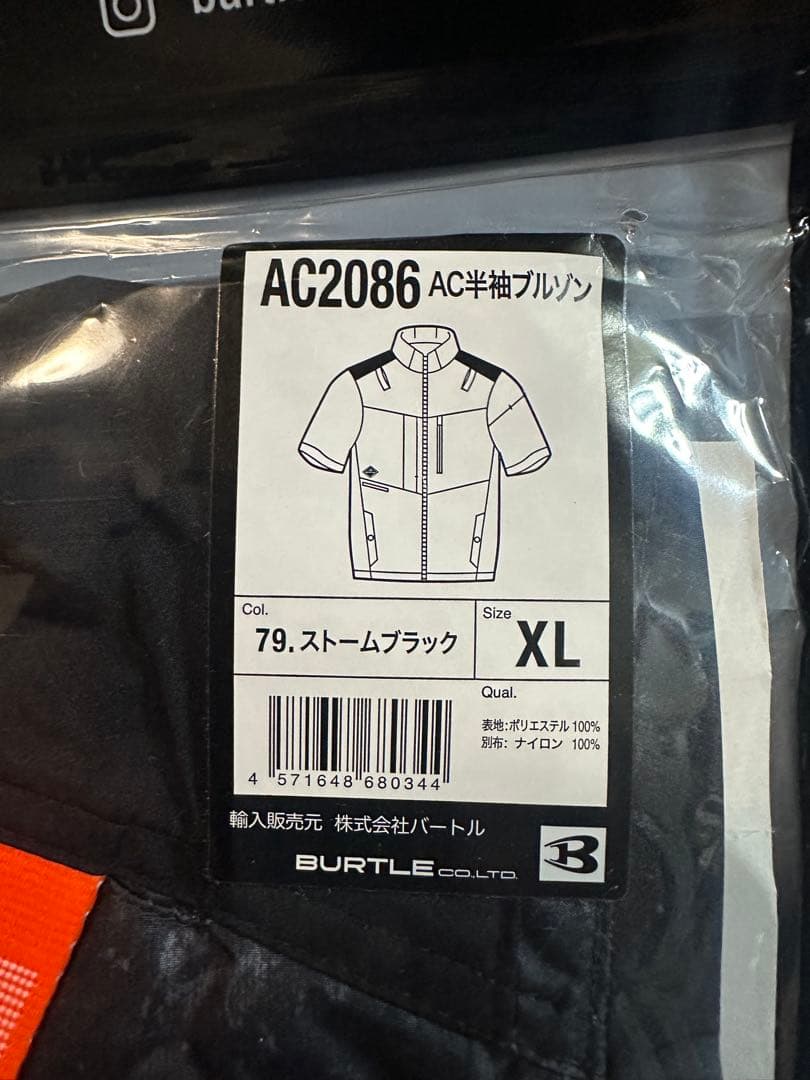 AC2086 AC半袖ブルゾン
Col.
79.ストームブラック
Size
XL
Qual.
表地:ポリエステル 100%
別布: ナイロン 100%
4 571648 680344
輸入販売元 株式会社バートル
BURTLE CO.,LTD.
B